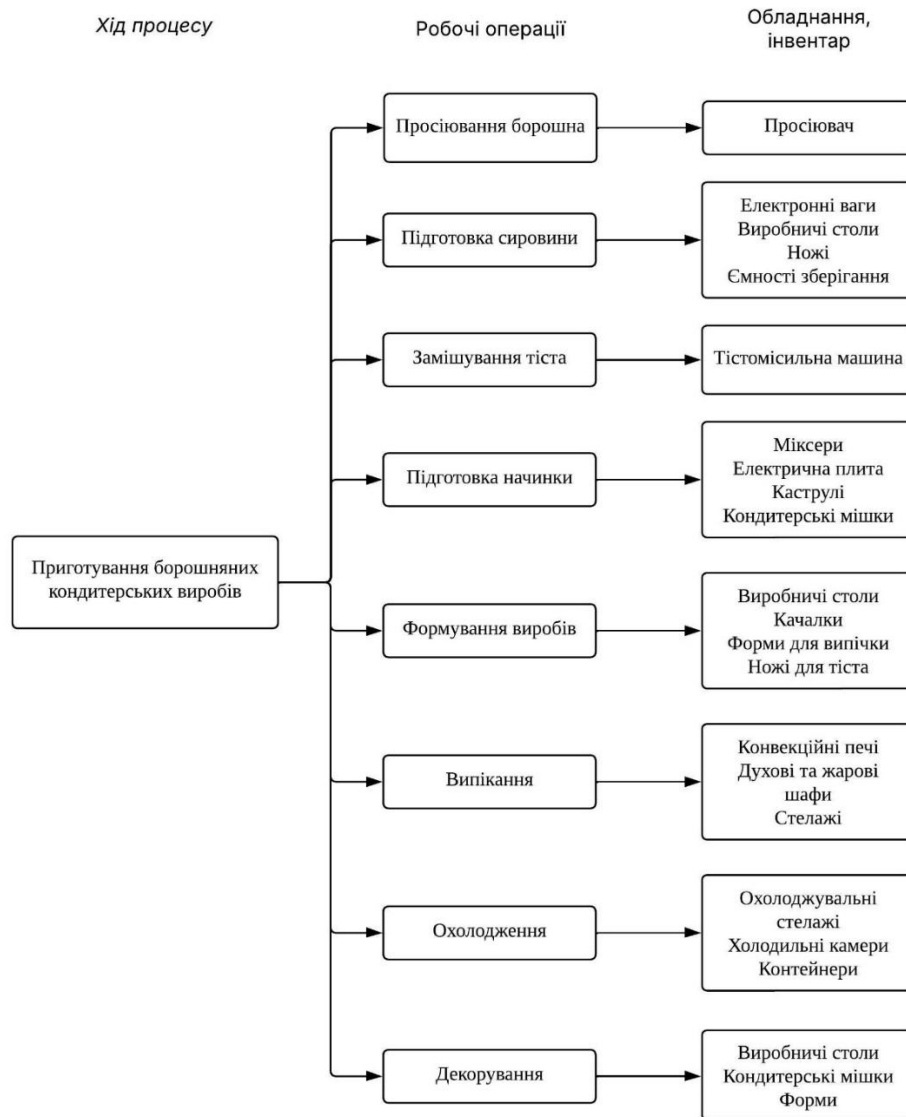 Хід процесу
Робочі операції
Обладнання,
інвентар
Просіювання борошна
Просіювач
Підготовка сировини
Електронні ваги
Виробничі столи
Ножі
Ємності зберігання
Замішування тіста
Тістомісильна машина
Підготовка начинки
Міксери
Електрична плита
Каструлі
Кондитерські мішки
Приготування борошняних
кондитерських виробів
Формування виробів
Виробничі столи
Качалки
Форми для випічки
Ножі для тіста
Випікання
Конвекційні печі
Духові та жарові
шафи
Стелажі
Охолодження
Охолоджувальні
стелажі
Холодильні камери
Контейнери
Декорування
Виробничі столи
Кондитерські мішки
Форми